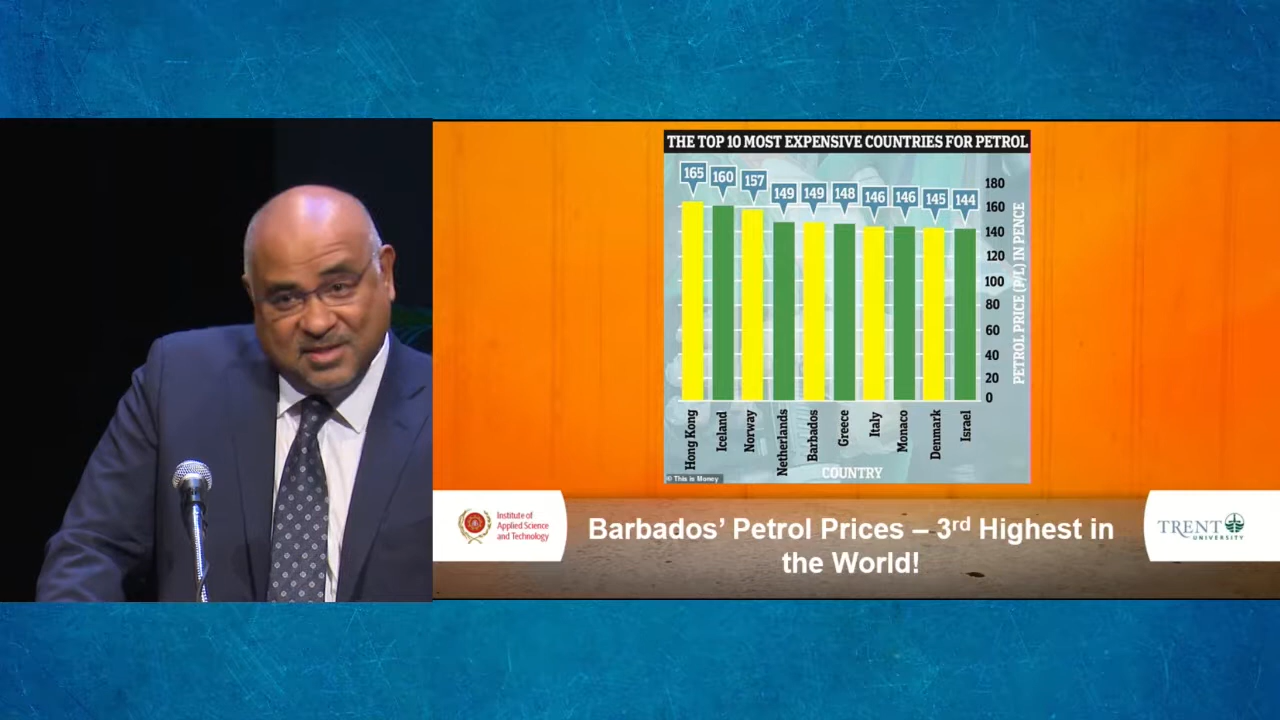 THE TOP 10 MOST EXPENSIVE COUNTRIES FOR PETROL
165 160 157 149 149 148 146 146 145 144
180
160
140
120
100
80
60
40
20
0
PETROL PRICE (P/L) IN PENCE
Hong Kong
Iceland
Norway
Netherlands
Barbados
Greece
Italy
Monaco
Denmark
Israel
COUNTRY
© This is Money
Institute of
Applied Science
and Technology
Barbados’ Petrol Prices – 3rd Highest in
the World!
TRENT
UNIVERSITY